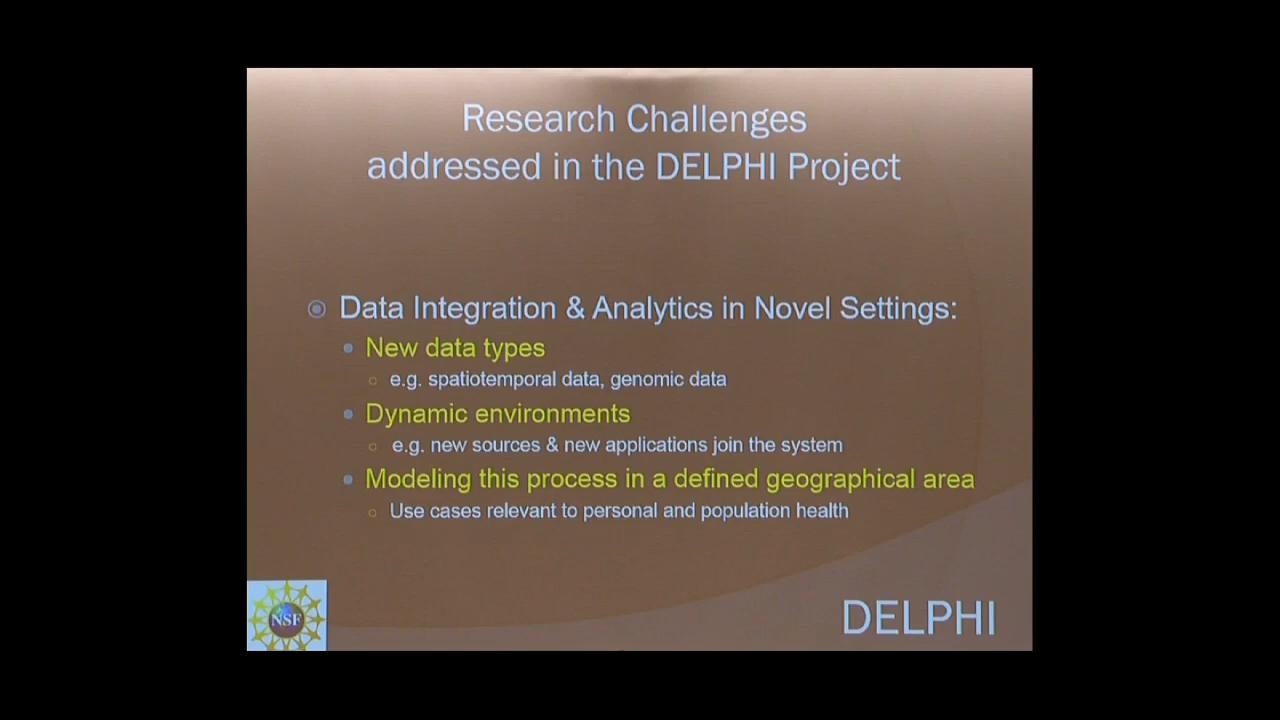 Research Challenges
addressed in the DELPHI Project
Data Integration & Analytics in Novel Settings:
New data types
e.g. spatiotemporal data, genomic data
Dynamic environments
e.g. new sources & new applications join the system
Modeling this process in a defined geographical area
Use cases relevant to personal and population health
NSF
DELPHI